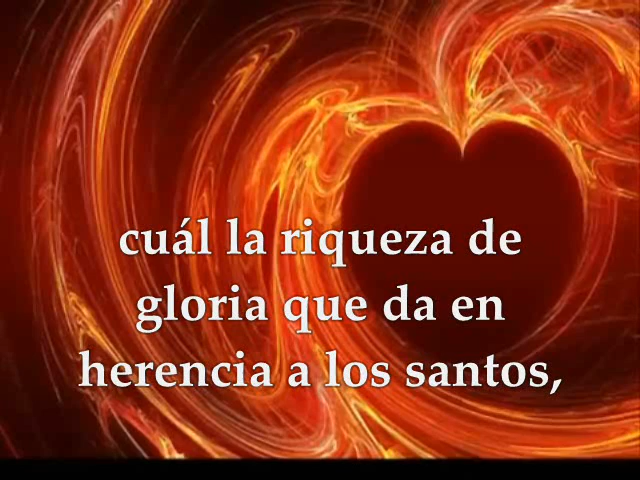 cuál la riqueza de
gloria que da en
herencia a los santos,